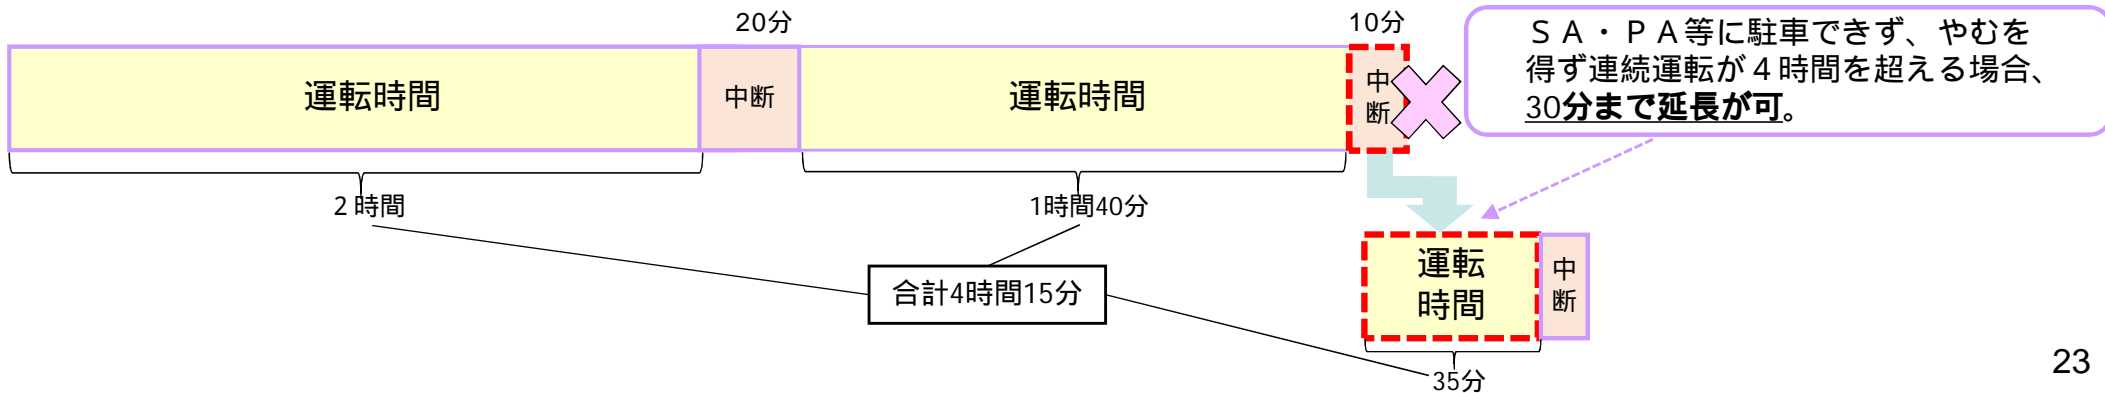 20分
10分
運転時間
中断
運転時間
中
断
ＳＡ・ＰＡ等に駐車できず、やむを
得ず連続運転が４時間を超える場合、
30分まで延長が可。
２時間
1時間40分
合計4時間15分
運転
時間
中
断
35分
23